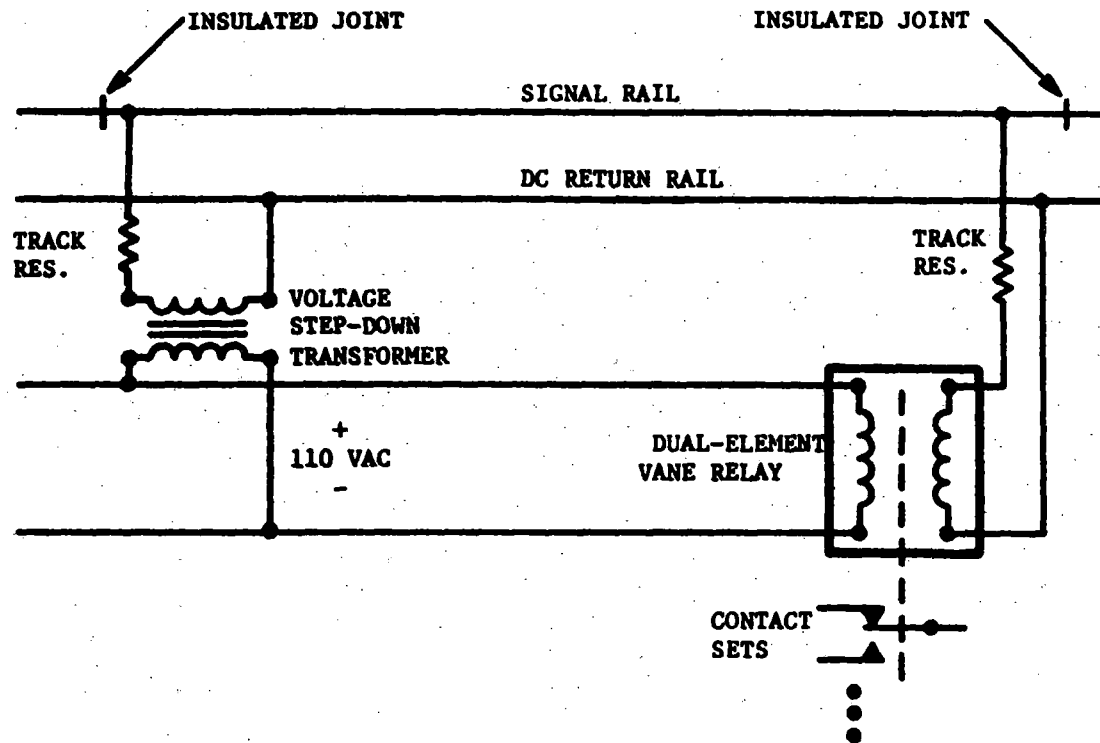 INSULATED JOINT
INSULATED JOINT
SIGNAL RAIL
DC RETURN RAIL
TRACK
RES.
TRACK
RES.
VOLTAGE
STEP-DOWN
TRANSFORMER
+
110 VAC
-
DUAL-ELEMENT
VANE RELAY
CONTACT
SETS